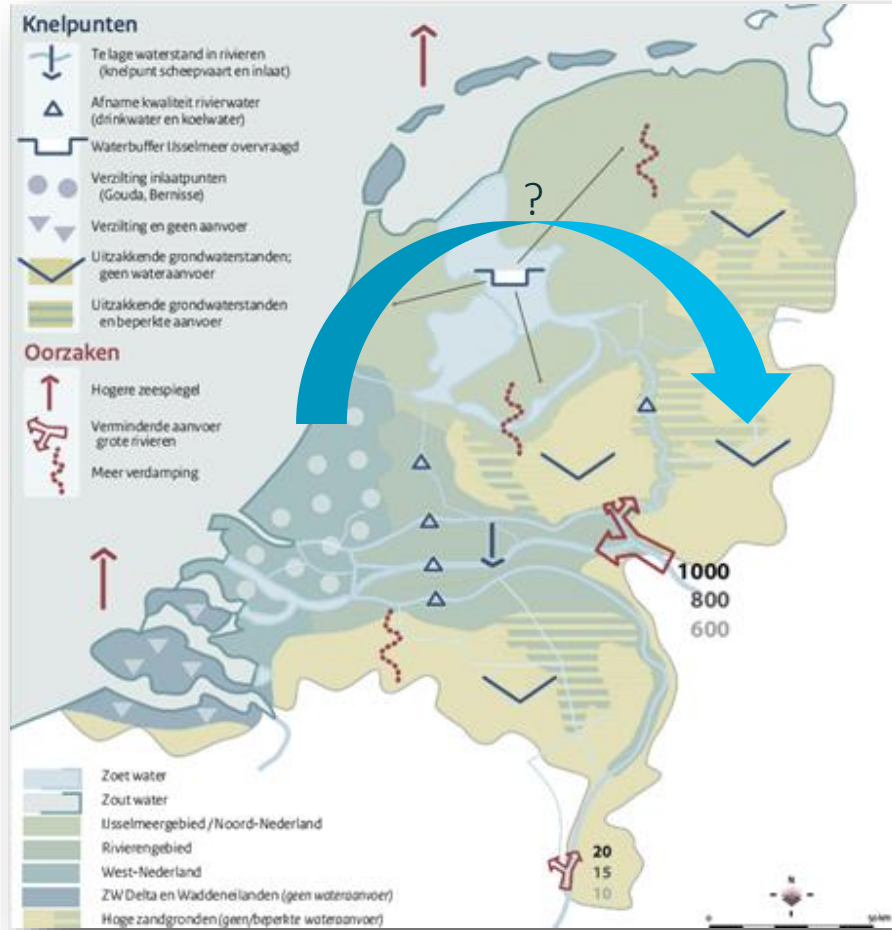 Knelpunten
Te lage waterstand in rivieren
(knelpunt scheepvaart en inlaat)
Afname kwaliteit rivierwater
(drinkwater en koelwater)
Waterbuffer IJsselmeer overvraagd
Verzilting inlaatpunten
(Gouda, Bernisse)
Verzilting en geen aanvoer
Uitzakkende grondwaterstanden;
geen wateraanvoer
Uitzakkende grondwaterstanden
en beperkte aanvoer
Oorzaken
Hogere zeespiegel
Verminderde aanvoer
grote rivieren
Meer verdamping
?
1000
800
600
20
15
10
Zoet water
Zout water
IJsselmeergebied / Noord-Nederland
Rivierengebied
West-Nederland
ZW Delta en Waddeneilanden (geen wateraanvoer)
Hoge zandgronden (geen/beperkte wateraanvoer)
N
0 50 km